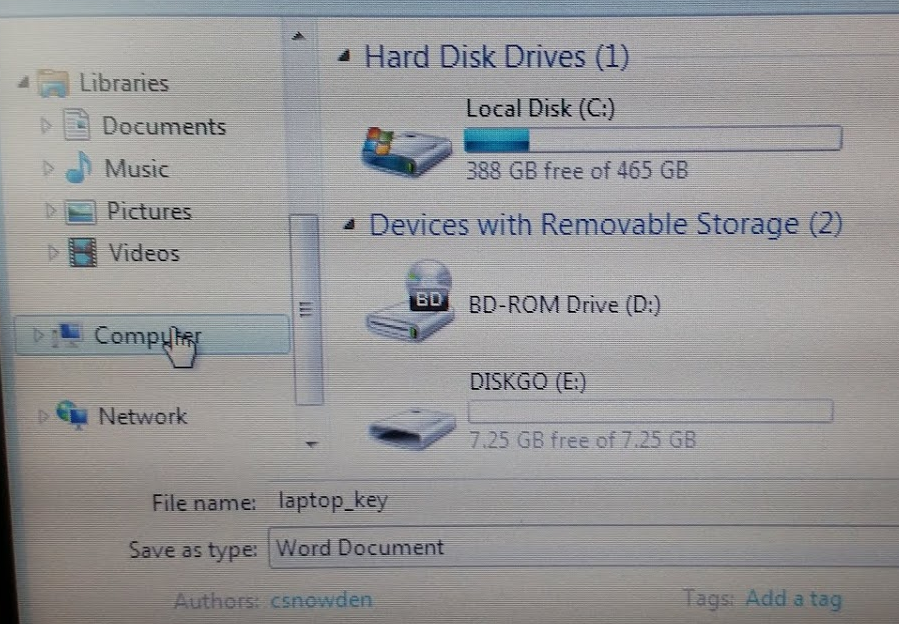 Libraries
Documents
Music
Pictures
Videos
Computer
Network
Hard Disk Drives (1)
Local Disk (C:)
388 GB free of 465 GB
Devices with Removable Storage (2)
BD
BD-ROM Drive (D:)
DISKGO (E:)
7.25 GB free of 7.25 GB
File name: laptop_key
Save as type: Word Document
Authors: csnowden Tags: Add a tag